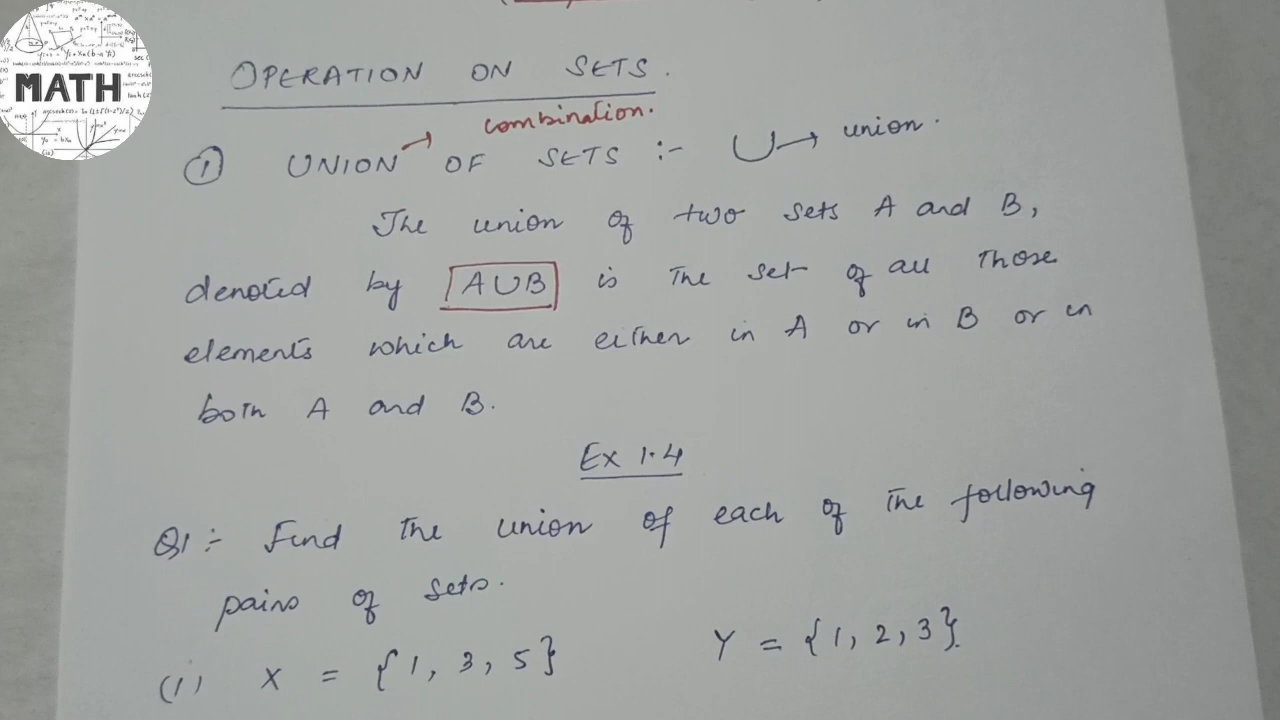 MATH
OPERATION ON SETS.
combination.
① UNION → OF SETS :- ∪ → union.
The union of two sets A and B,
denoted by A∪B is the set of all those
elements which are either in A or in B or in
both A and B.
Ex 1.4
Q1 :- Find the union of each of the following
pairs of sets.
(1) X = {1, 3, 5} Y = {1, 2, 3}.